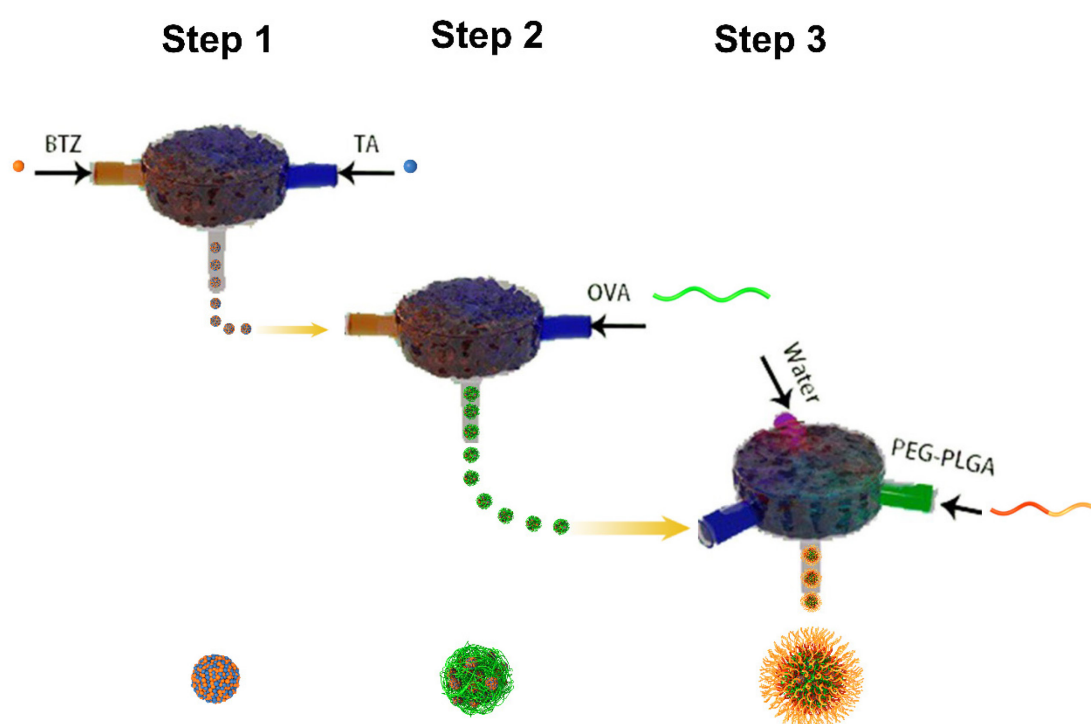 Step 1
Step 2
Step 3
BTZ
TA
OVA
Water
PEG-PLGA